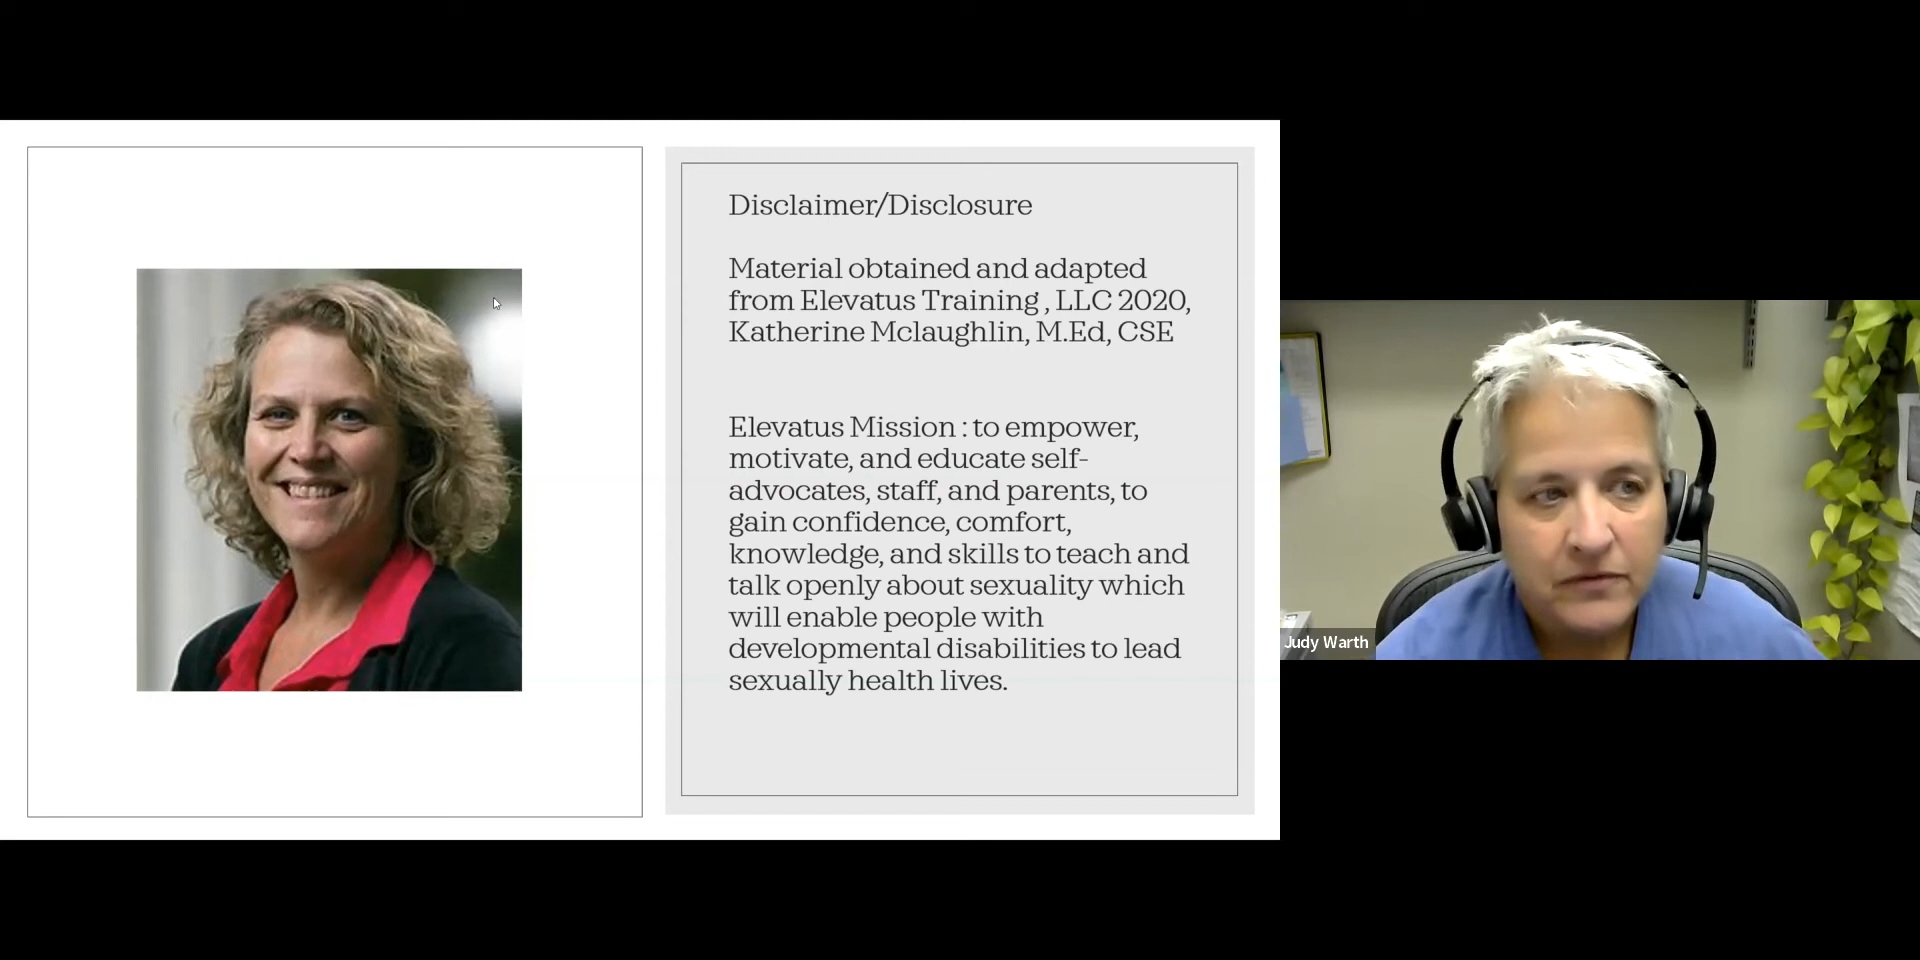 Disclaimer/Disclosure
Material obtained and adapted
from Elevatus Training , LLC 2020,
Katherine Mclaughlin, M.Ed, CSE
Elevatus Mission : to empower,
motivate, and educate self-
advocates, staff, and parents, to
gain confidence, comfort,
knowledge, and skills to teach and
talk openly about sexuality which
will enable people with
developmental disabilities to lead
sexually health lives.
Judy Warth